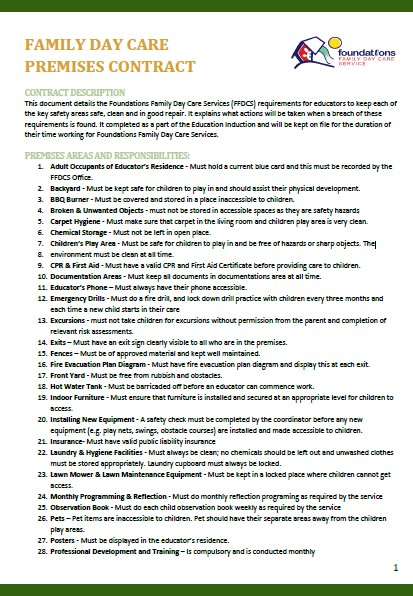 FAMILY DAY CARE
PREMISES CONTRACT
foundations
FAMILY DAY CARE
SERVICE
CONTRACT DESCRIPTION
This document details the Foundations Family Day Care Services (FFDCS) requirements for educators to keep each of
the key safety areas safe, clean and in good repair. It explains what actions will be taken when a breach of these
requirements is found. It completed as a part of the Education Induction and will be kept on file for the duration of
their time working for Foundations Family Day Care Services.
PREMISES AREAS AND RESPONSIBILITIES:
1. Adult Occupants of Educator's Residence - Must hold a current blue card and this must be recorded by the
FFDCS Office.
2. Backyard - Must be kept safe for children to play in and should assist their physical development.
3. BBQ Burner - Must be covered and stored in a place inaccessible to children.
4. Broken & Unwanted Objects - must not be stored in accessible spaces as they are safety hazards
5. Carpet Hygiene - Must make sure that carpet in the living room and children play area is very clean.
6. Chemical Storage - Must not be left in open place.
7. Children's Play Area - Must be safe for children to play in and be free of hazards or sharp objects. The
8. environment must be clean at all time.
9. CPR & First Aid - Must have a valid CPR and First Aid Certificate before providing care to children.
10. Documentation Areas - Must keep all documents in documentations area at all time.
11. Educator's Phone – Must always have their phone accessible.
12. Emergency Drills - Must do a fire drill, and lock down drill practice with children every three months and
each time a new child starts in their care
13. Excursions - must not take children for excursions without permission from the parent and completion of
relevant risk assessments.
14. Exits – Must have an exit sign clearly visible to all who are in the premises.
15. Fences – Must be of approved material and kept well maintained.
16. Fire Evacuation Plan Diagram - Must have fire evacuation plan diagram and display this at each exit.
17. Front Yard - Must be free from rubbish and obstacles.
18. Hot Water Tank - Must be barricaded off before an educator can commence work.
19. Indoor Furniture - Must ensure that furniture is installed and secured at an appropriate level for children to
access.
20. Installing New Equipment - A safety check must be completed by the coordinator before any new
equipment (e.g. play nets, swings, obstacle courses) are installed and made accessible to children.
21. Insurance- Must have valid public liability insurance
22. Laundry & Hygiene Facilities - Must always be clean; no chemicals should be left out and unwashed clothes
must be stored appropriately. Laundry cupboard must always be locked.
23. Lawn Mower & Lawn Maintenance Equipment - Must be kept in a locked place where children cannot get
access.
24. Monthly Programming & Reflection - Must do monthly reflection programing as required by the service
25. Observation Book - Must do each child observation book weekly as required by the service
26. Pets – Pet items are inaccessible to children. Pet should have their separate areas away from the children
play areas.
27. Posters - Must be displayed in the educator's residence.
28. Professional Development and Training – Is compulsory and is conducted monthly
1